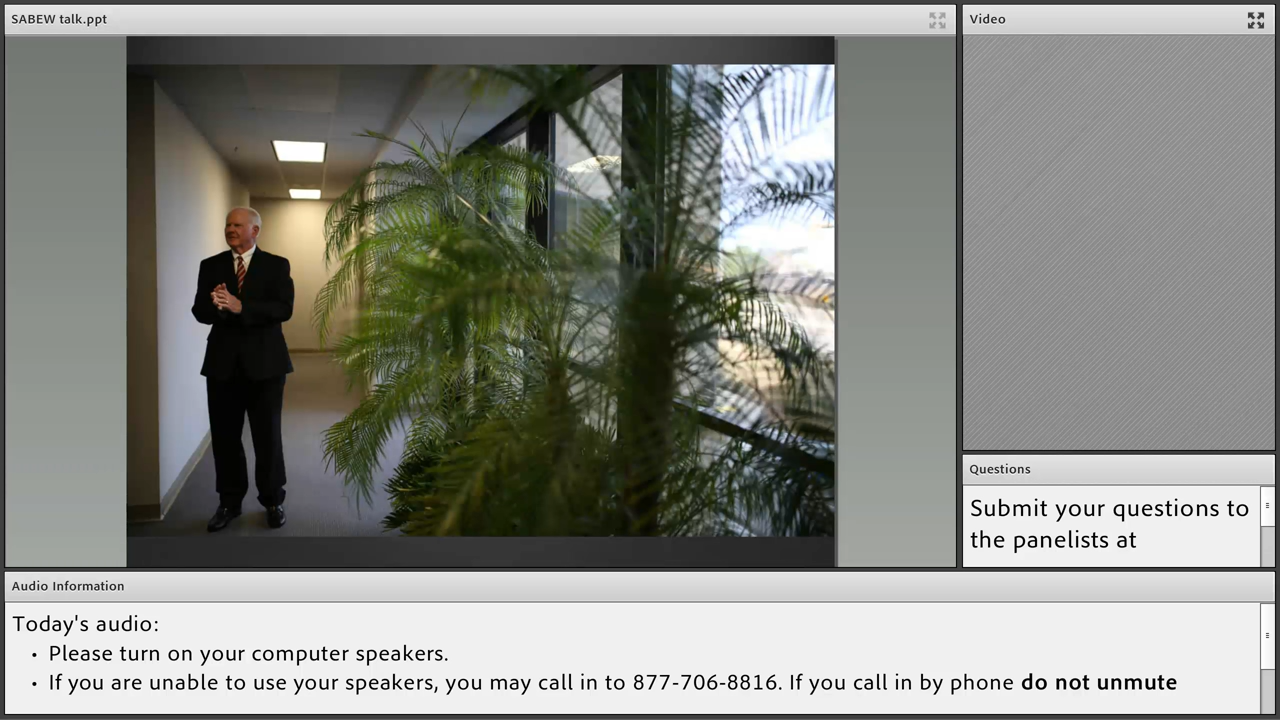 SABEW talk.ppt
Video
Questions
Submit your questions to
the panelists at
Audio Information
Today's audio:
• Please turn on your computer speakers.
• If you are unable to use your speakers, you may call in to 877-706-8816. If you call in by phone do not unmute